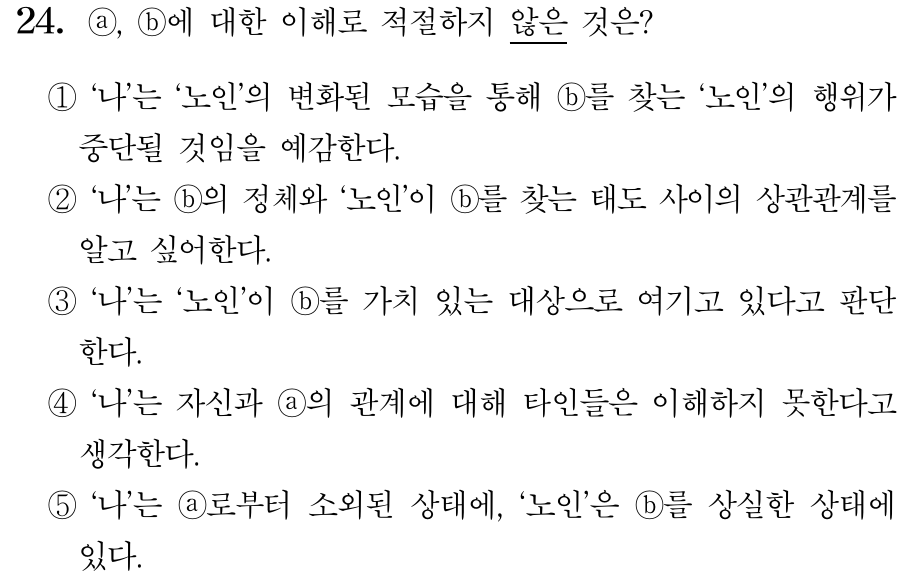 24. ⓐ, ⓑ에 대한 이해로 적절하지 않은 것은?
① ‘나’는 ‘노인’의 변화된 모습을 통해 ⓑ를 찾는 ‘노인’의 행위가
중단될 것임을 예감한다.
② ‘나’는 ⓑ의 정체와 ‘노인’이 ⓑ를 찾는 태도 사이의 상관관계를
알고 싶어한다.
③ ‘나’는 ‘노인’이 ⓑ를 가치 있는 대상으로 여기고 있다고 판단
한다.
④ ‘나’는 자신과 ⓐ의 관계에 대해 타인들은 이해하지 못한다고
생각한다.
⑤ ‘나’는 ⓐ로부터 소외된 상태에, ‘노인’은 ⓑ를 상실한 상태에
있다.